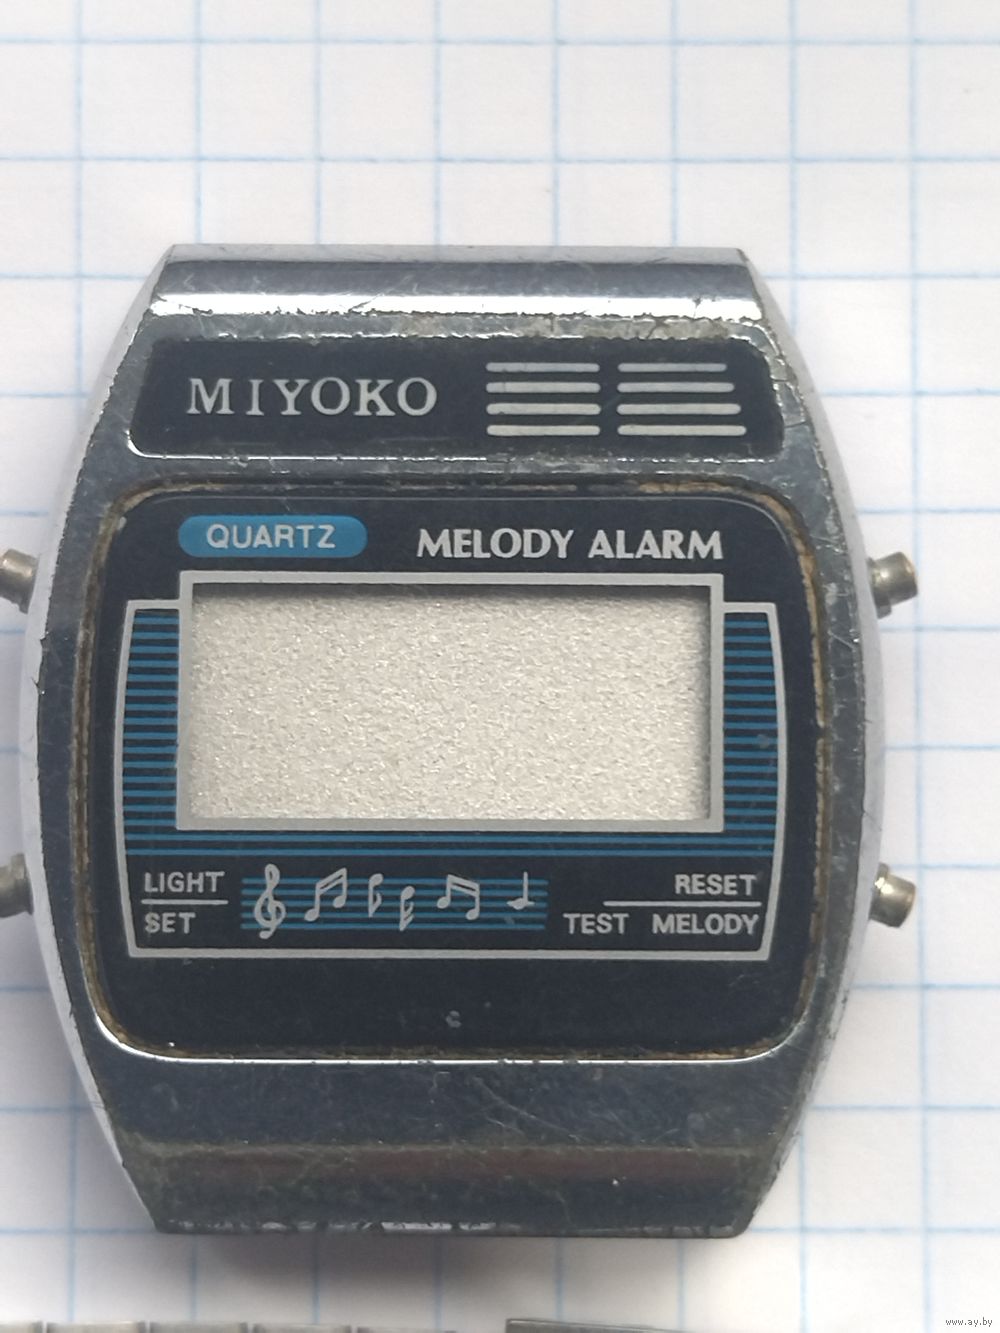 MIYOKO
QUARTZ
MELODY ALARM
LIGHT
SET
RESET
TEST MELODY
www.ay.by